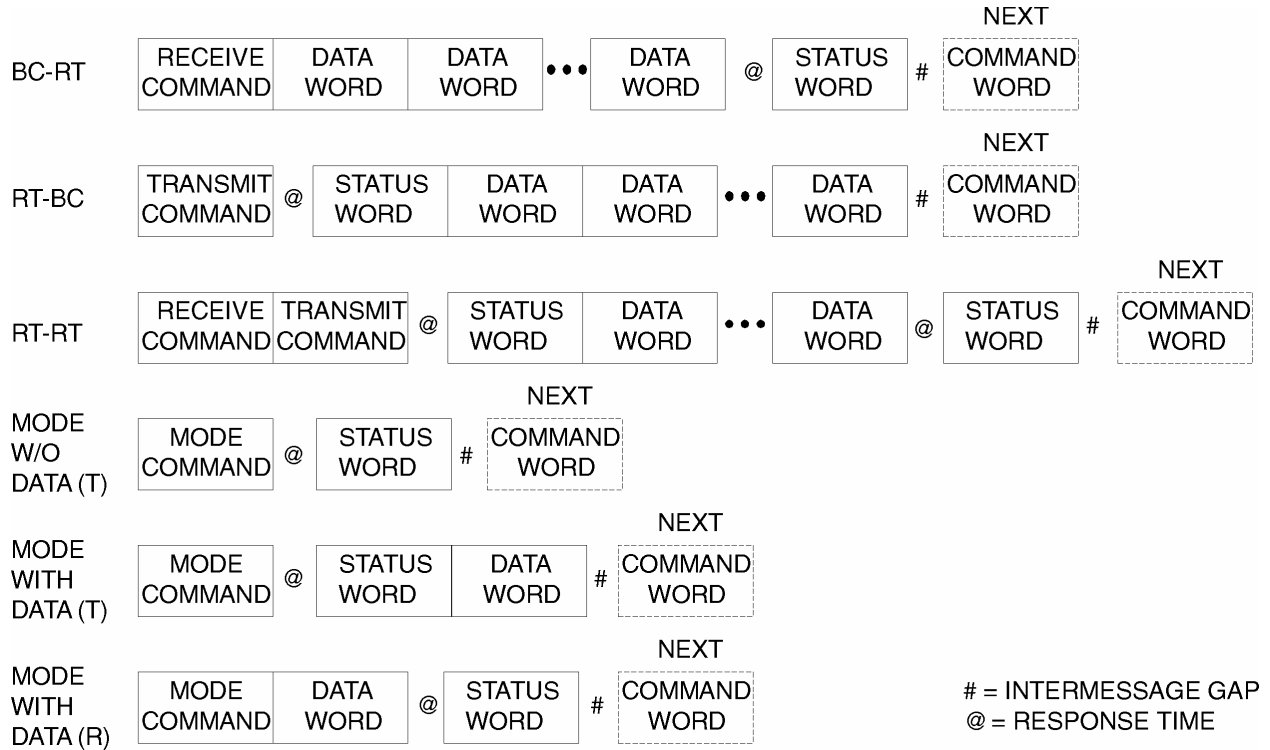 NEXT
BC-RT
RECEIVE COMMAND DATA WORD DATA WORD ••• DATA WORD @ STATUS WORD # COMMAND WORD
NEXT
RT-BC
TRANSMIT COMMAND @ STATUS WORD DATA WORD DATA WORD ••• DATA WORD # COMMAND WORD
NEXT
RT-RT
RECEIVE COMMAND TRANSMIT COMMAND @ STATUS WORD DATA WORD ••• DATA WORD @ STATUS WORD # COMMAND WORD
NEXT
MODE
W/O
DATA (T)
MODE COMMAND @ STATUS WORD # COMMAND WORD
NEXT
MODE
WITH
DATA (T)
MODE COMMAND @ STATUS WORD DATA WORD # COMMAND WORD
NEXT
MODE
WITH
DATA (R)
MODE COMMAND DATA WORD @ STATUS WORD # COMMAND WORD
# = INTERMESSAGE GAP
@ = RESPONSE TIME